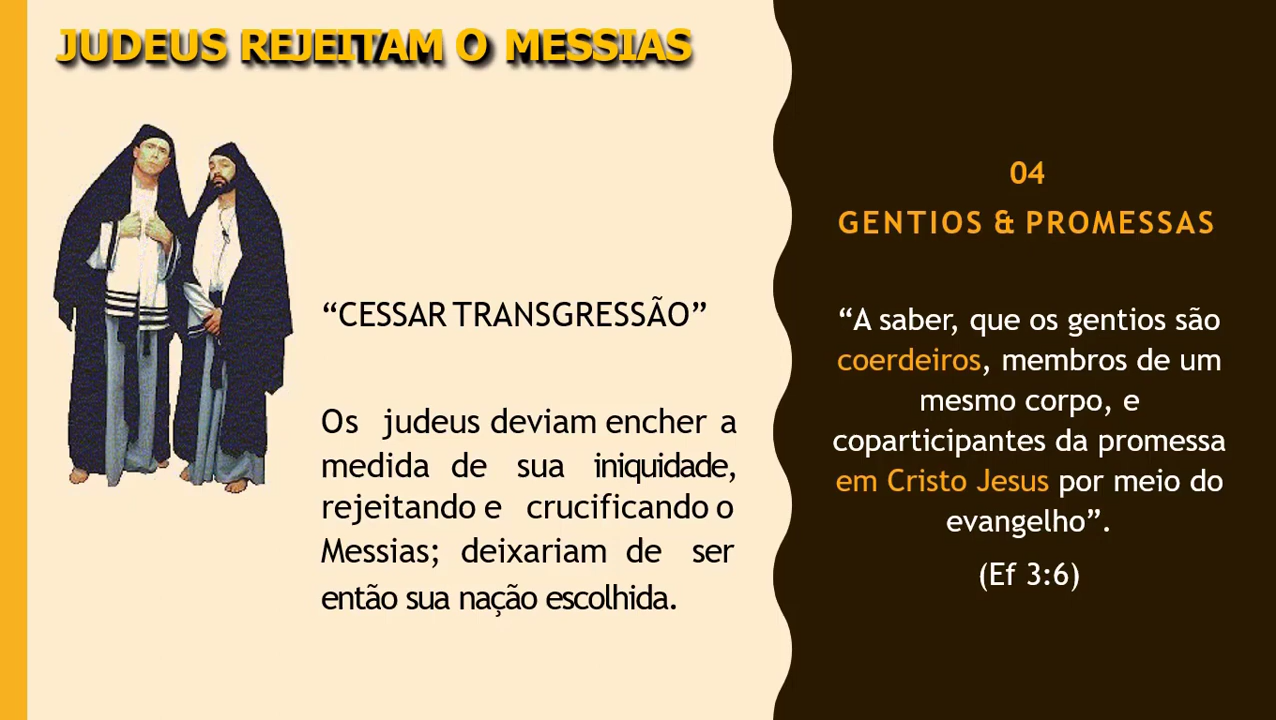 JUDEUS REJEITAM O MESSIAS
“CESSAR TRANSGRESSÃO”
Os judeus deviam encher a
medida de sua iniquidade,
rejeitando e crucificando o
Messias; deixariam de ser
então sua nação escolhida.
04
GENTIOS & PROMESSAS
“A saber, que os gentios são
coerdeiros, membros de um
mesmo corpo, e
coparticipantes da promessa
em Cristo Jesus por meio do
evangelho”.
(Ef 3:6)